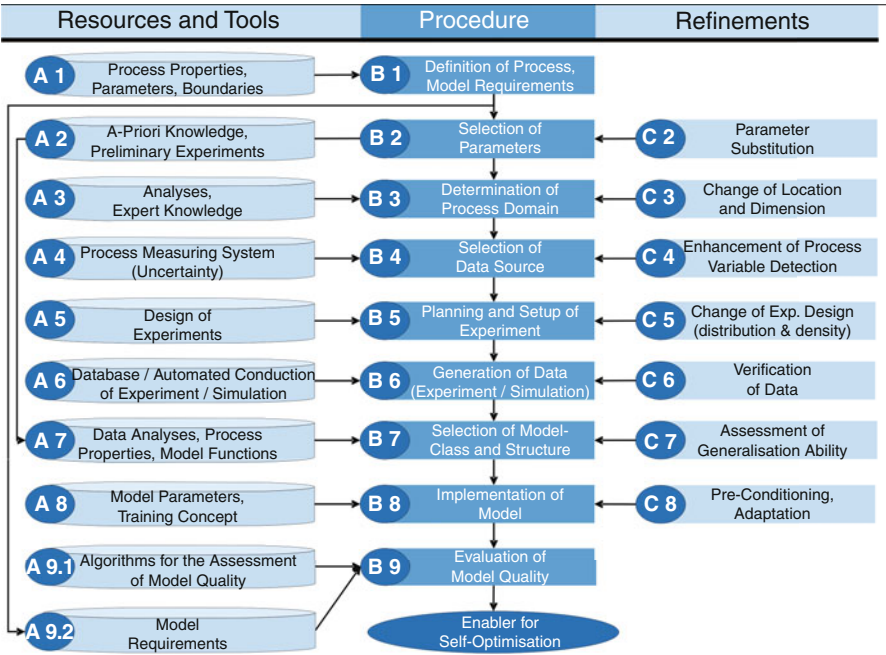 Resources and Tools
Procedure
Refinements
A 1
Process Properties,
Parameters, Boundaries
B 1
Definition of Process,
Model Requirements
A 2
A-Priori Knowledge,
Preliminary Experiments
B 2
Selection of
Parameters
C 2
Parameter
Substitution
A 3
Analyses,
Expert Knowledge
B 3
Determination of
Process Domain
C 3
Change of Location
and Dimension
A 4
Process Measuring System
(Uncertainty)
B 4
Selection of
Data Source
C 4
Enhancement of Process
Variable Detection
A 5
Design of
Experiments
B 5
Planning and Setup of
Experiment
C 5
Change of Exp. Design
(distribution & density)
A 6
Database / Automated Conduction
of Experiment / Simulation
B 6
Generation of Data
(Experiment / Simulation)
C 6
Verification
of Data
A 7
Data Analyses, Process
Properties, Model Functions
B 7
Selection of Model-
Class and Structure
C 7
Assessment of
Generalisation Ability
A 8
Model Parameters,
Training Concept
B 8
Implementation of
Model
C 8
Pre-Conditioning,
Adaptation
A 9.1
Algorithms for the Assessment
of Model Quality
B 9
Evaluation of
Model Quality
A 9.2
Model
Requirements
Enabler for
Self-Optimisation